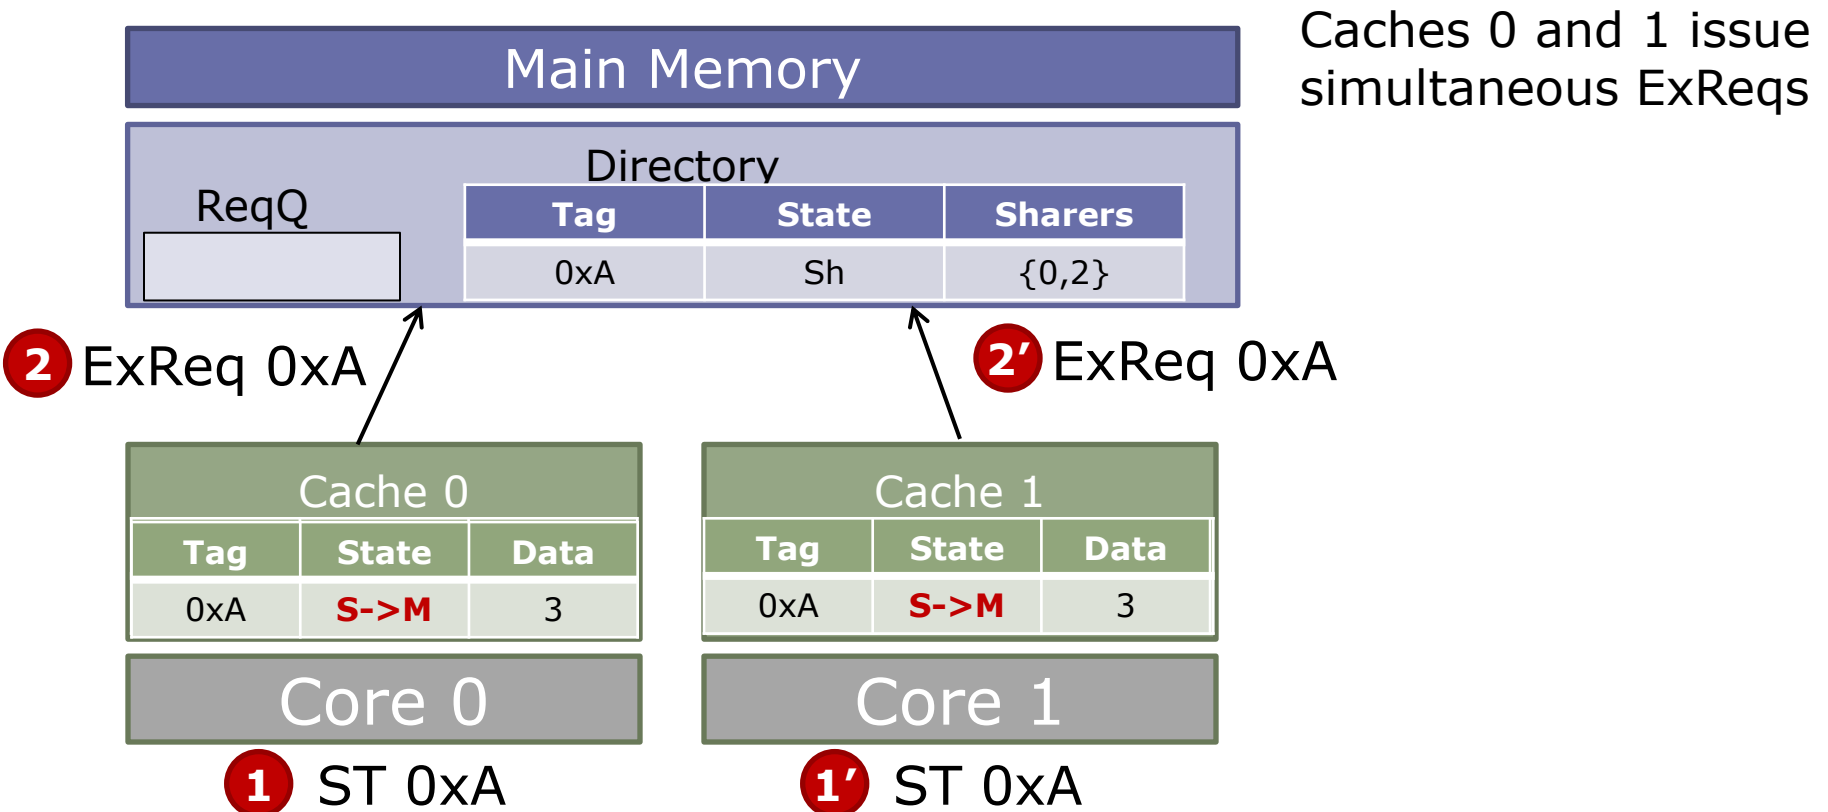 Caches 0 and 1 issue
simultaneous ExReqs
Main Memory
Directory
ReqQ
Tag State Sharers
0xA Sh {0,2}
2 ExReq 0xA
2′ ExReq 0xA
Cache 0
Tag State Data
0xA S->M 3
Core 0
1 ST 0xA
Cache 1
Tag State Data
0xA S->M 3
Core 1
1′ ST 0xA